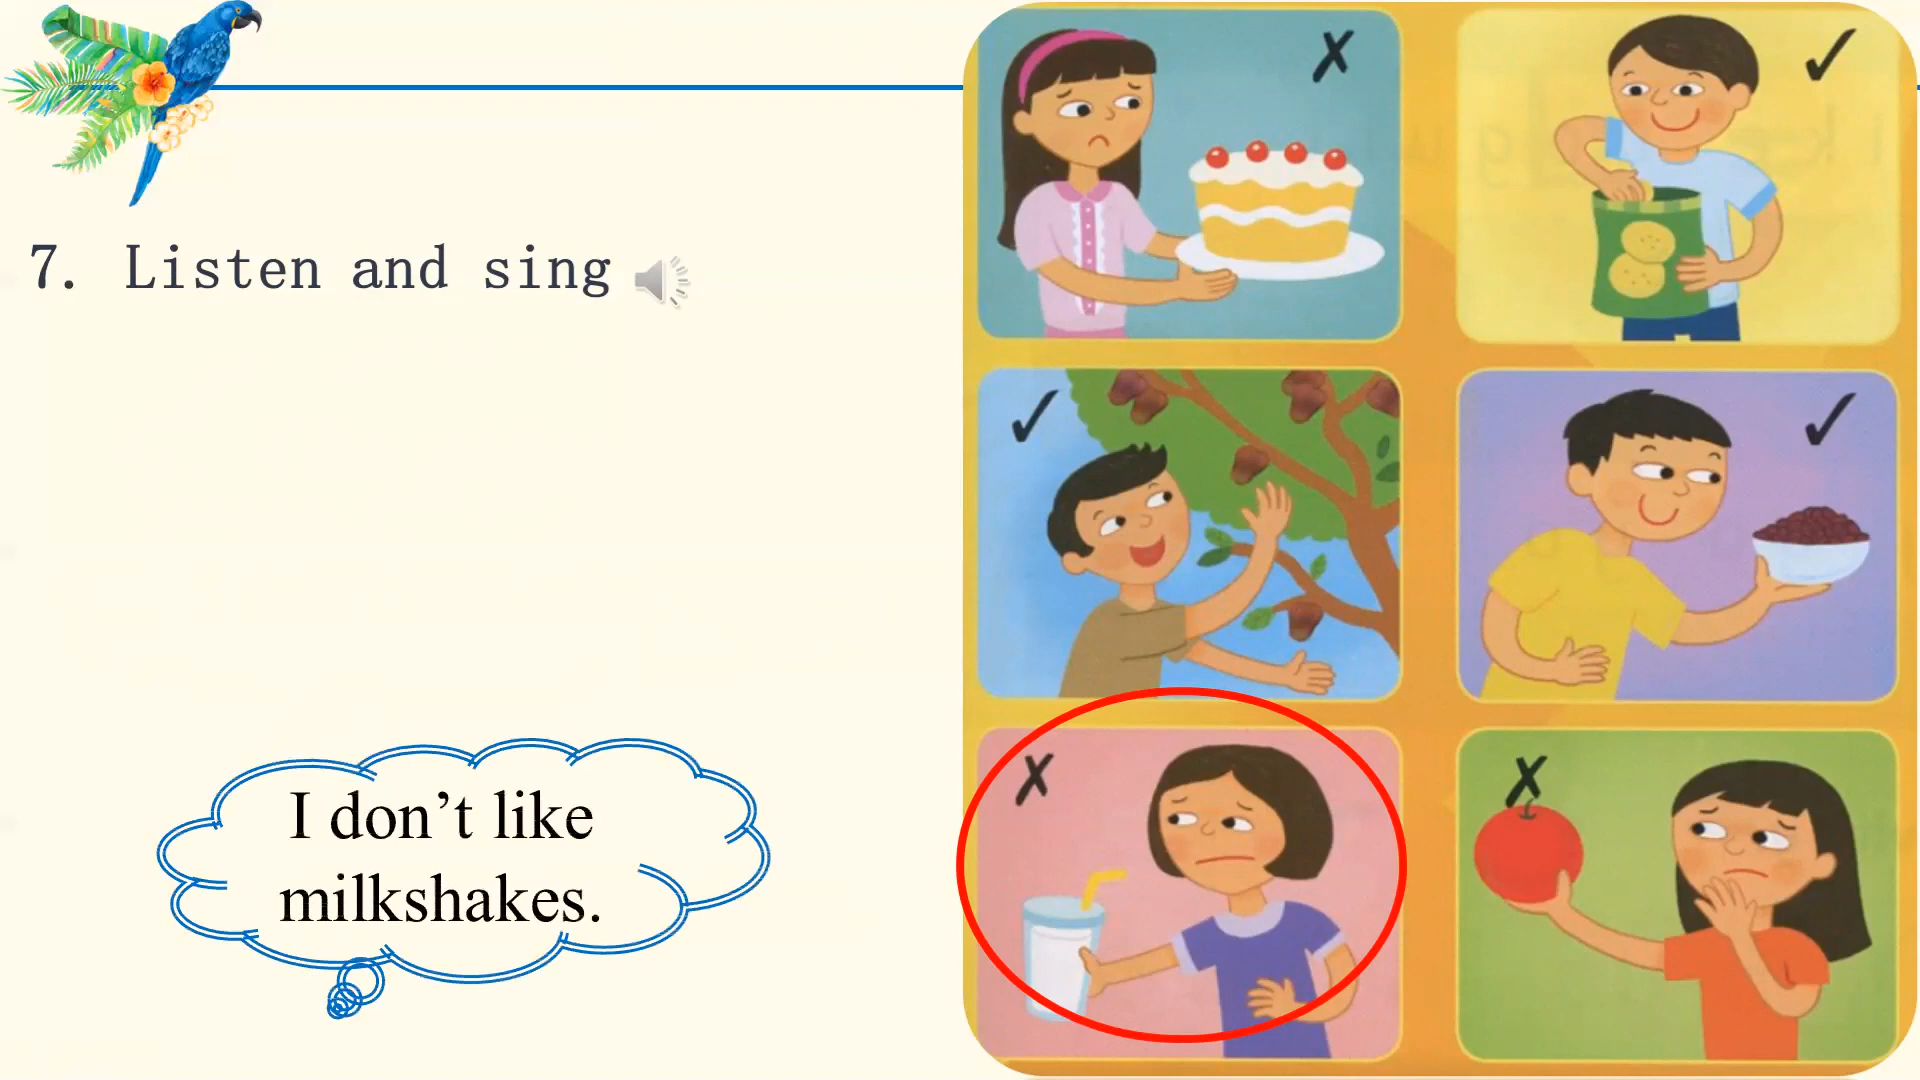 7. Listen and sing
I don’t like
milkshakes.